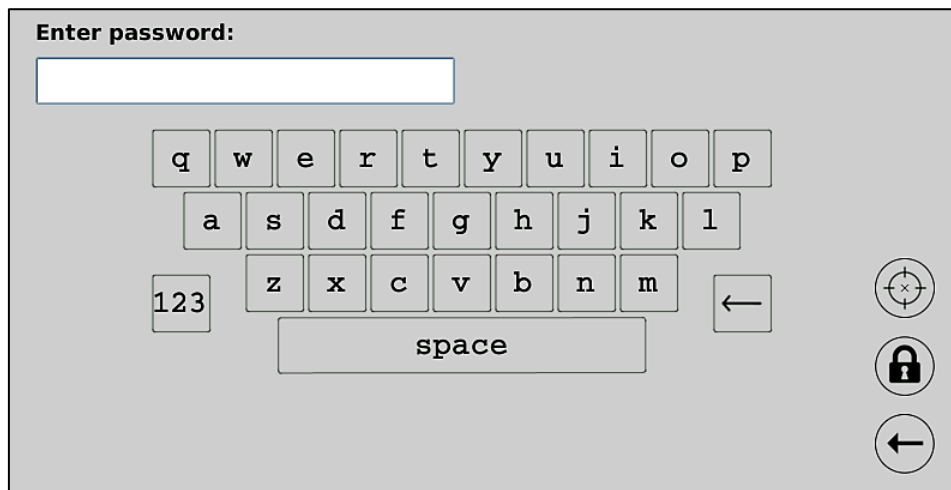 Enter password:
q w e r t y u i o p
a s d f g h j k l
123 z x c v b n m
space